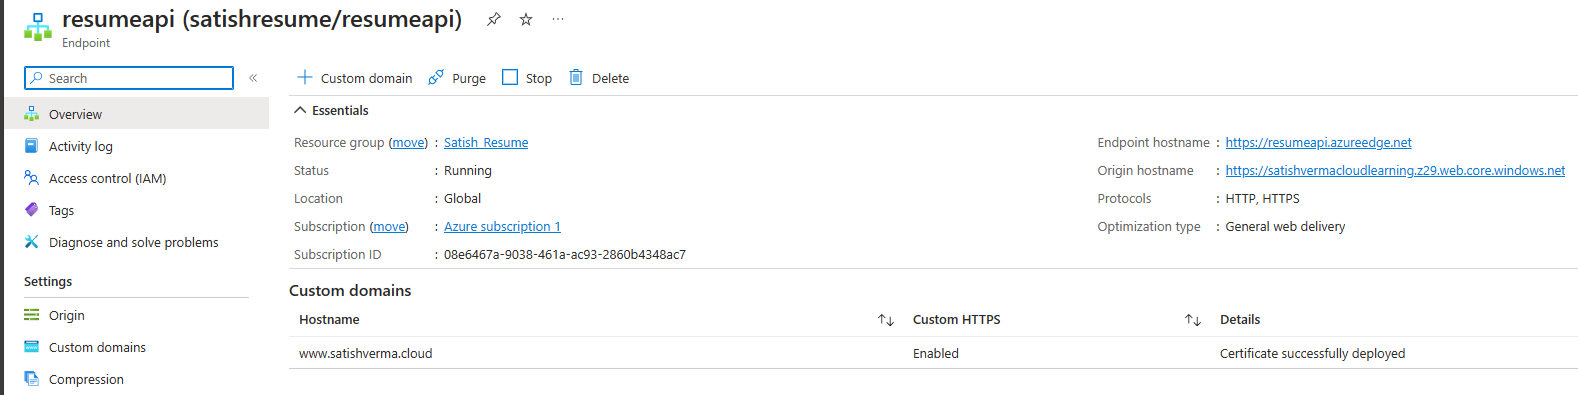 resumeapi (satishresume/resumeapi)
Endpoint
Search
Overview
Activity log
Access control (IAM)
Tags
Diagnose and solve problems
Settings
Origin
Custom domains
Compression
Custom domain Purge Stop Delete
Essentials
Resource group (move) : Satish_Resume
Status : Running
Location : Global
Subscription (move) : Azure subscription 1
Subscription ID : 08e6467a-9038-461a-ac93-2860b4348ac7
Endpoint hostname : https://resumeapi.azureedge.net
Origin hostname : https://satishvermacloudlearning.z29.web.core.windows.net
Protocols : HTTP, HTTPS
Optimization type : General web delivery
Custom domains
Hostname Custom HTTPS Details
www.satishverma.cloud Enabled Certificate successfully deployed